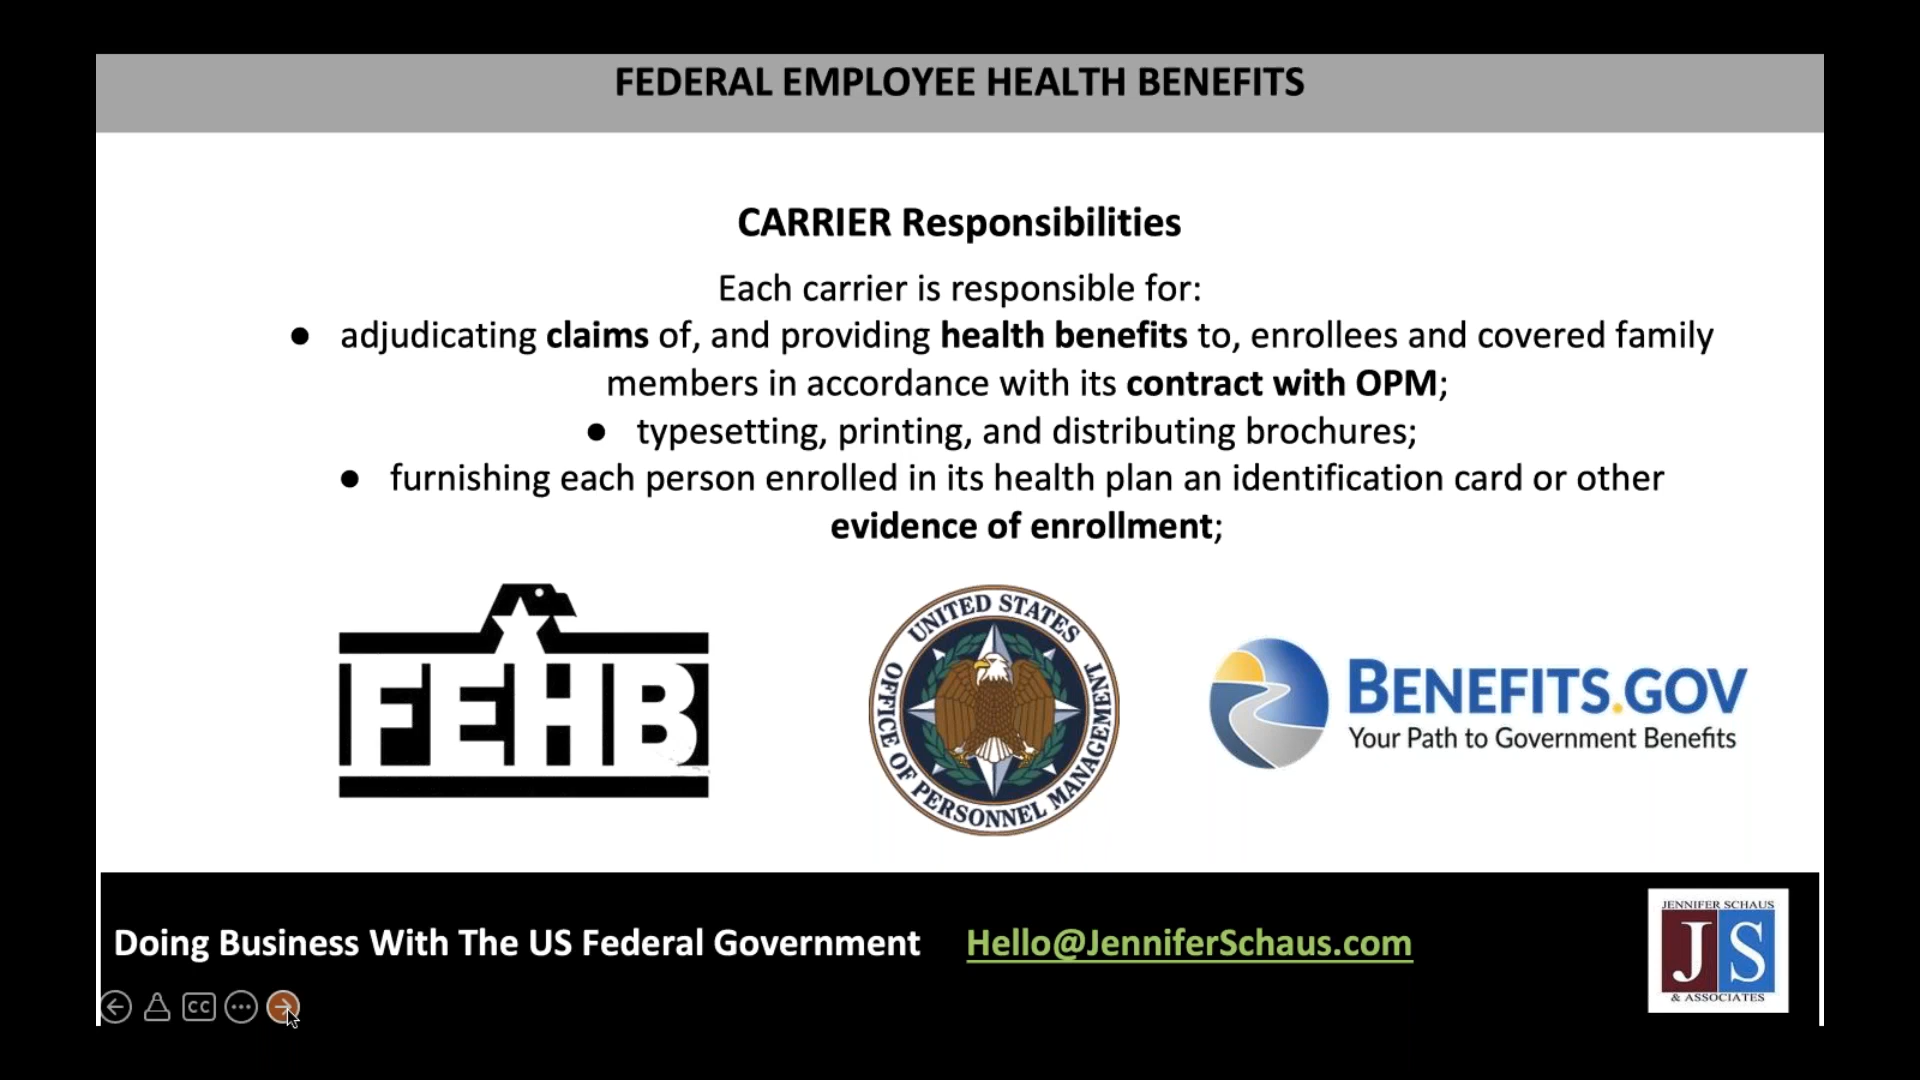 FEDERAL EMPLOYEE HEALTH BENEFITS
CARRIER Responsibilities
Each carrier is responsible for:
● adjudicating claims of, and providing health benefits to, enrollees and covered family
members in accordance with its contract with OPM;
● typesetting, printing, and distributing brochures;
● furnishing each person enrolled in its health plan an identification card or other
evidence of enrollment;
FEHB
UNITED STATES
OFFICE OF PERSONNEL MANAGEMENT
BENEFITS.GOV
Your Path to Government Benefits
Doing Business With The US Federal Government Hello@JenniferSchaus.com
JENNIFER SCHAUS
JS
& ASSOCIATES
CC